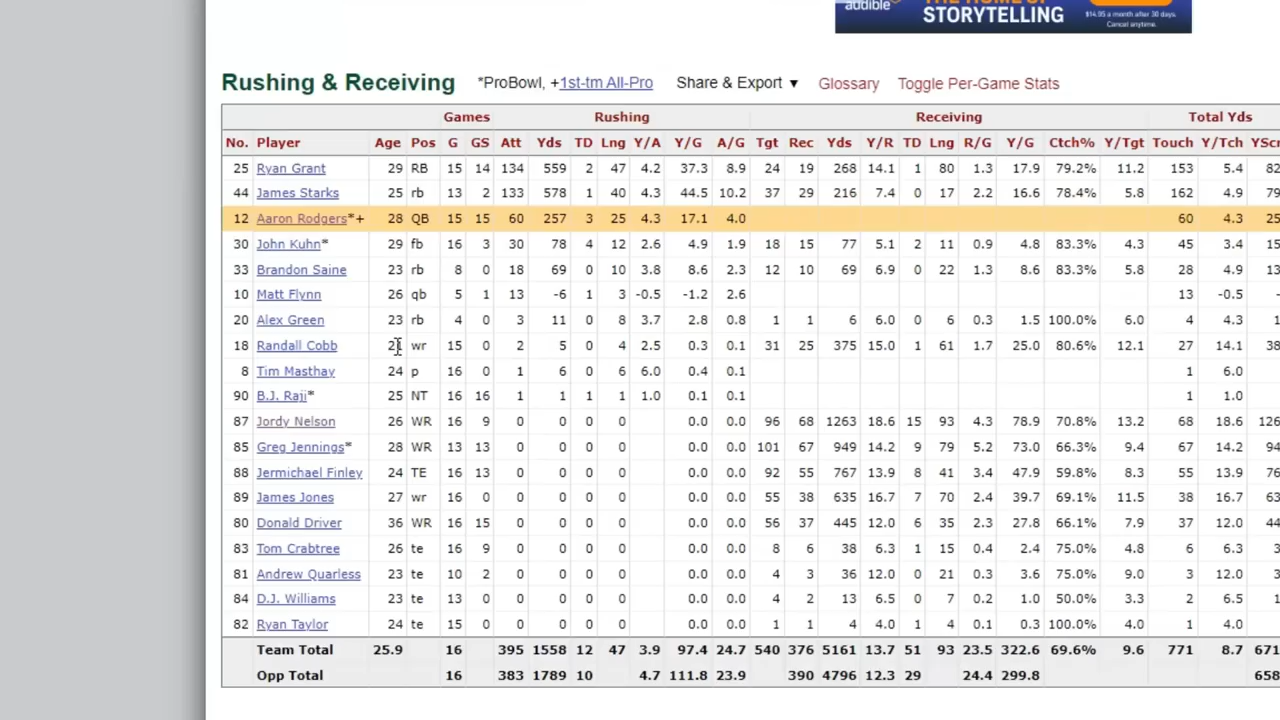 audible
STORYTELLING
$14.95 a month after 30 days.
Cancel anytime.
Rushing & Receiving *ProBowl, +1st-tm All-Pro Share & Export ▼ Glossary Toggle Per-Game Stats
Games Rushing Receiving Total Yds
No. Player Age Pos G GS Att Yds TD Lng Y/A Y/G A/G Tgt Rec Yds Y/R TD Lng R/G Y/G Ctch% Y/Tgt Touch Y/Tch YScr
25 Ryan Grant 29 RB 15 14 134 559 2 47 4.2 37.3 8.9 24 19 268 14.1 1 80 1.3 17.9 79.2% 11.2 153 5.4 82
44 James Starks 25 rb 13 2 133 578 1 40 4.3 44.5 10.2 37 29 216 7.4 0 17 2.2 16.6 78.4% 5.8 162 4.9 79
12 Aaron Rodgers*+ 28 QB 15 15 60 257 3 25 4.3 17.1 4.0 60 4.3 25
30 John Kuhn* 29 fb 16 3 30 78 4 12 2.6 4.9 1.9 18 15 77 5.1 2 11 0.9 4.8 83.3% 4.3 45 3.4 15
33 Brandon Saine 23 rb 8 0 18 69 0 10 3.8 8.6 2.3 12 10 69 6.9 0 22 1.3 8.6 83.3% 5.8 28 4.9 13
10 Matt Flynn 26 qb 5 1 13 -6 1 3 -0.5 -1.2 2.6 13 -0.5 -
20 Alex Green 23 rb 4 0 3 11 0 8 3.7 2.8 0.8 1 1 6 6.0 0 6 0.3 1.5 100.0% 6.0 4 4.3 1
18 Randall Cobb 21 wr 15 0 2 5 0 4 2.5 0.3 0.1 31 25 375 15.0 1 61 1.7 25.0 80.6% 12.1 27 14.1 38
8 Tim Masthay 24 p 16 0 1 6 0 6 6.0 0.4 0.1 1 6.0
90 B.J. Raji* 25 NT 16 16 1 1 1 1 1.0 0.1 0.1 1 1.0
87 Jordy Nelson 26 WR 16 9 0 0 0 0 0.0 0.0 96 68 1263 18.6 15 93 4.3 78.9 70.8% 13.2 68 18.6 126
85 Greg Jennings* 28 WR 13 13 0 0 0 0 0.0 0.0 101 67 949 14.2 9 79 5.2 73.0 66.3% 9.4 67 14.2 94
88 Jermichael Finley 24 TE 16 13 0 0 0 0 0.0 0.0 92 55 767 13.9 8 41 3.4 47.9 59.8% 8.3 55 13.9 76
89 James Jones 27 wr 16 0 0 0 0 0 0.0 0.0 55 38 635 16.7 7 70 2.4 39.7 69.1% 11.5 38 16.7 63
80 Donald Driver 36 WR 16 15 0 0 0 0 0.0 0.0 56 37 445 12.0 6 35 2.3 27.8 66.1% 7.9 37 12.0 44
83 Tom Crabtree 26 te 16 9 0 0 0 0 0.0 0.0 8 6 38 6.3 1 15 0.4 2.4 75.0% 4.8 6 6.3 3
81 Andrew Quarless 23 te 10 2 0 0 0 0 0.0 0.0 4 3 36 12.0 0 21 0.3 3.6 75.0% 9.0 3 12.0 3
84 D.J. Williams 23 te 13 0 0 0 0 0 0.0 0.0 4 2 13 6.5 0 7 0.2 1.0 50.0% 3.3 2 6.5 1
82 Ryan Taylor 24 te 15 0 0 0 0 0 0.0 0.0 1 1 4 4.0 1 4 0.1 0.3 100.0% 4.0 1 4.0
Team Total 25.9 16 395 1558 12 47 3.9 97.4 24.7 540 376 5161 13.7 51 93 23.5 322.6 69.6% 9.6 771 8.7 671
Opp Total 16 383 1789 10 4.7 111.8 23.9 390 4796 12.3 29 24.4 299.8 658